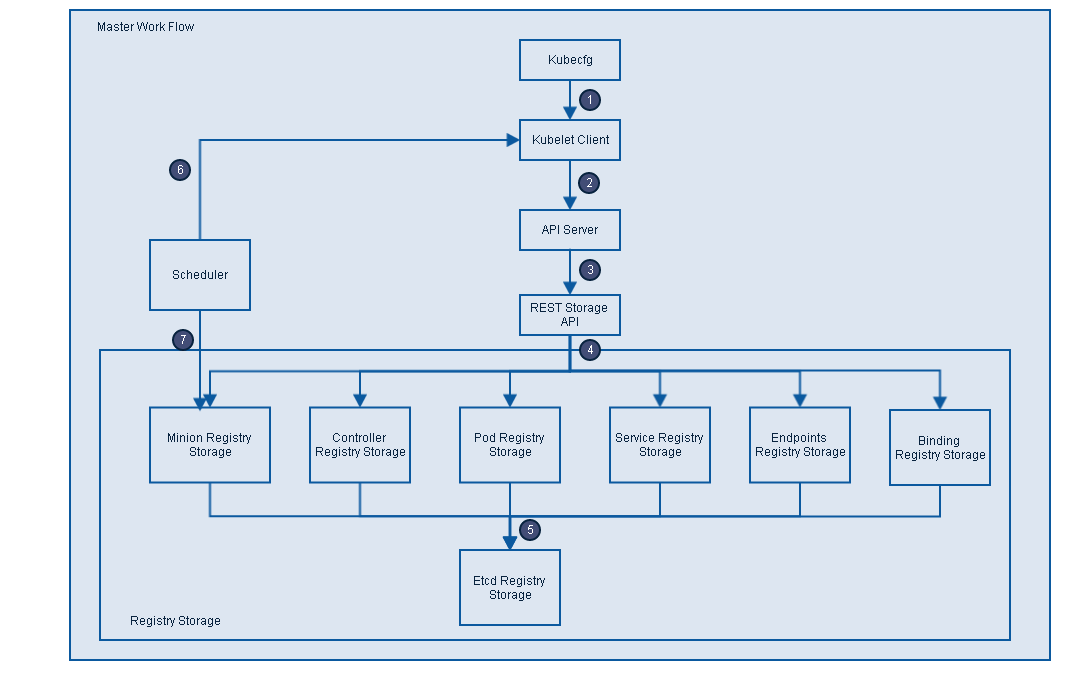 Master Work Flow
Kubecfg
1
Kubelet Client
6
2
API Server
Scheduler
3
REST Storage
API
7
4
Minion Registry
Storage
Controller
Registry Storage
Pod Registry
Storage
Service Registry
Storage
Endpoints
Registry Storage
Binding
Registry Storage
5
Etcd Registry
Storage
Registry Storage